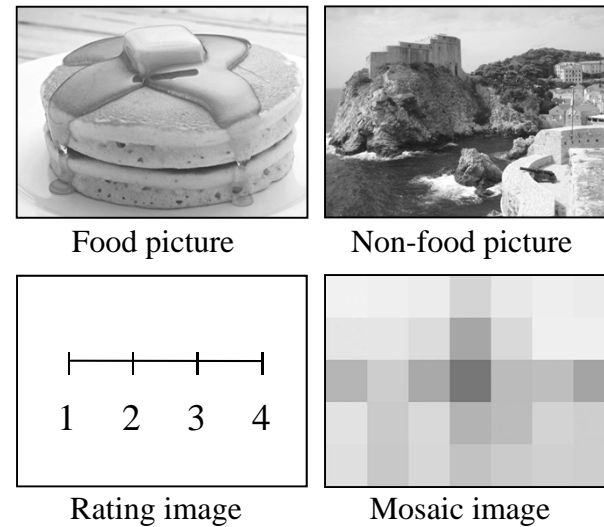 Food picture
Non-food picture
1 2 3 4
Rating image
Mosaic image